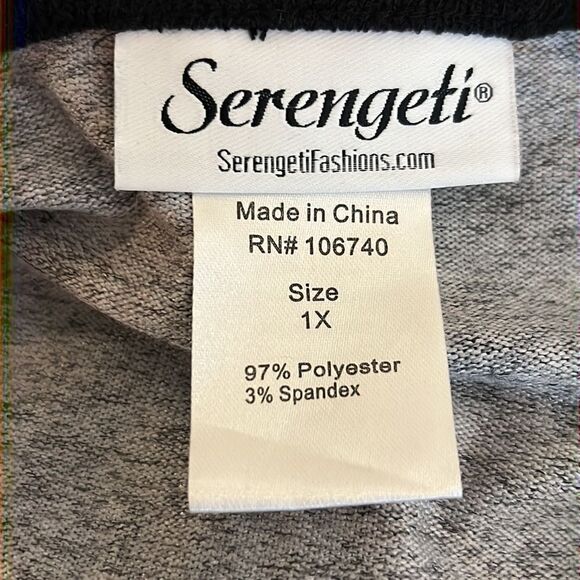 Serengeti®
SerengetiFashions.com
Made in China
RN# 106740
Size
1X
97% Polyester
3% Spandex